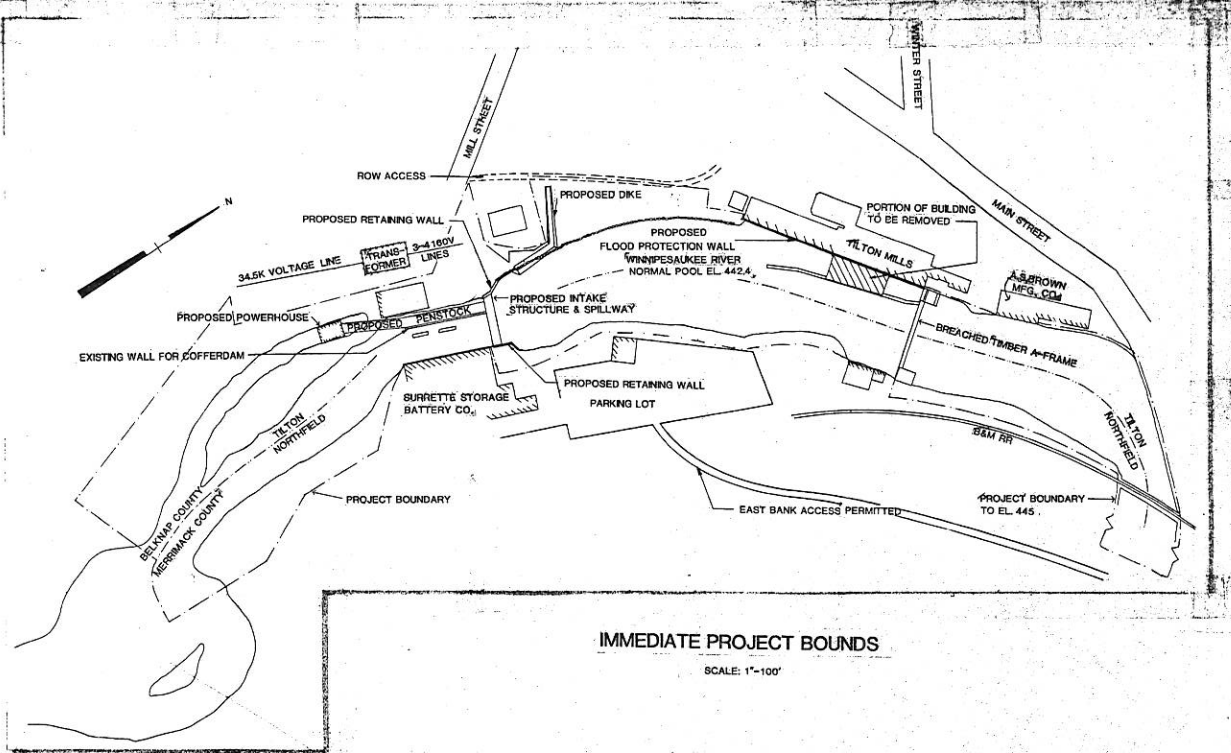 WINTER STREET
MILL STREET
ROW ACCESS
PROPOSED DIKE
PORTION OF BUILDING
TO BE REMOVED
MAIN STREET
N
PROPOSED RETAINING WALL
PROPOSED
FLOOD PROTECTION WALL
WINNIPESAUKEE RIVER
NORMAL POOL EL. 442.4
TILTON MILLS
34.5K VOLTAGE LINE
TRANS-
FORMER
3-4160V
LINES
A.S.BROWN
MFG. CO.
PROPOSED POWERHOUSE
PROPOSED PENSTOCK
PROPOSED INTAKE
STRUCTURE & SPILLWAY
EXISTING WALL FOR COFFERDAM
BREACHED TIMBER A-FRAME
SURRETTE STORAGE
BATTERY CO.
PROPOSED RETAINING WALL
PARKING LOT
TILTON
NORTHFIELD
TILTON
NORTHFIELD
B&M RR
PROJECT BOUNDARY
EAST BANK ACCESS PERMITTED
PROJECT BOUNDARY
TO EL. 445
BELKNAP COUNTY
MERRIMACK COUNTY
IMMEDIATE PROJECT BOUNDS
SCALE: 1"-100'